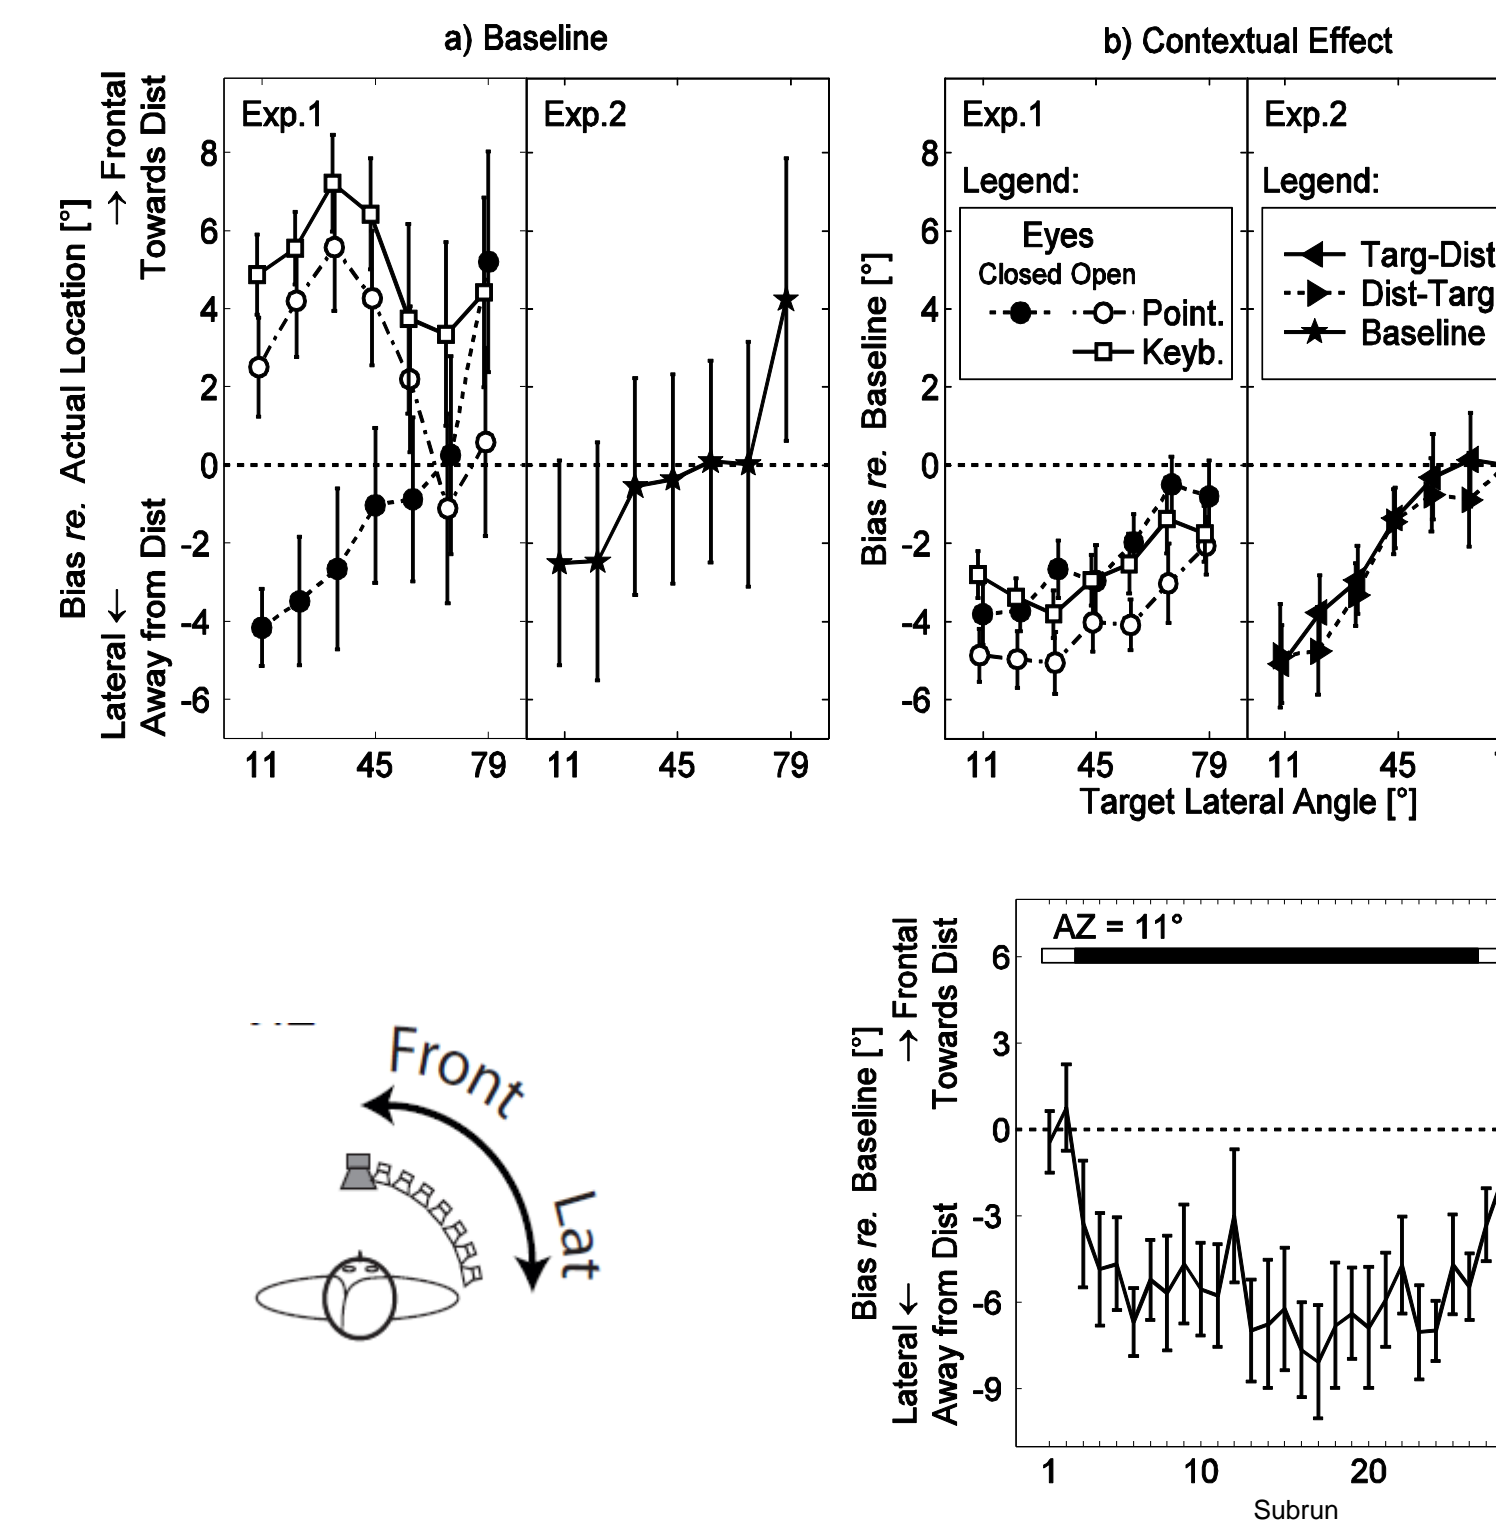 a) Baseline
b) Contextual Effect
Bias re. Actual Location [°]
→ Frontal
Towards Dist
Lateral ←
Away from Dist
Exp.1
Exp.2
8
6
4
2
0
-2
-4
-6
11
45
79
11
45
79
Bias re. Baseline [°]
Exp.1
Exp.2
Legend:
Eyes
Closed Open
Point.
Keyb.
Legend:
Targ-Dist
Dist-Targ
Baseline
8
6
4
2
0
-2
-4
-6
11
45
79
11
45
Target Lateral Angle [°]
Front
Lat
Bias re. Baseline [°]
→ Frontal
Towards Dist
Lateral ←
Away from Dist
AZ = 11°
6
3
0
-3
-6
-9
1
10
20
Subrun